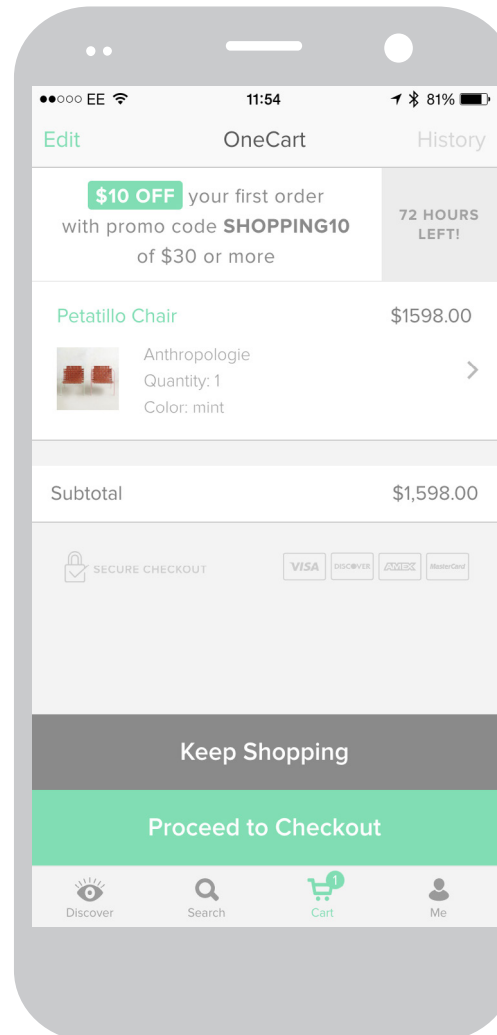 EE 11:54 81%
Edit OneCart History
$10 OFF your first order
with promo code SHOPPING10
of $30 or more
72 HOURS
LEFT!
Petatillo Chair $1598.00
Anthropologie
Quantity: 1
Color: mint
Subtotal $1,598.00
SECURE CHECKOUT VISA DISCOVER AMEX MasterCard
Keep Shopping
Proceed to Checkout
1
Discover Search Cart Me